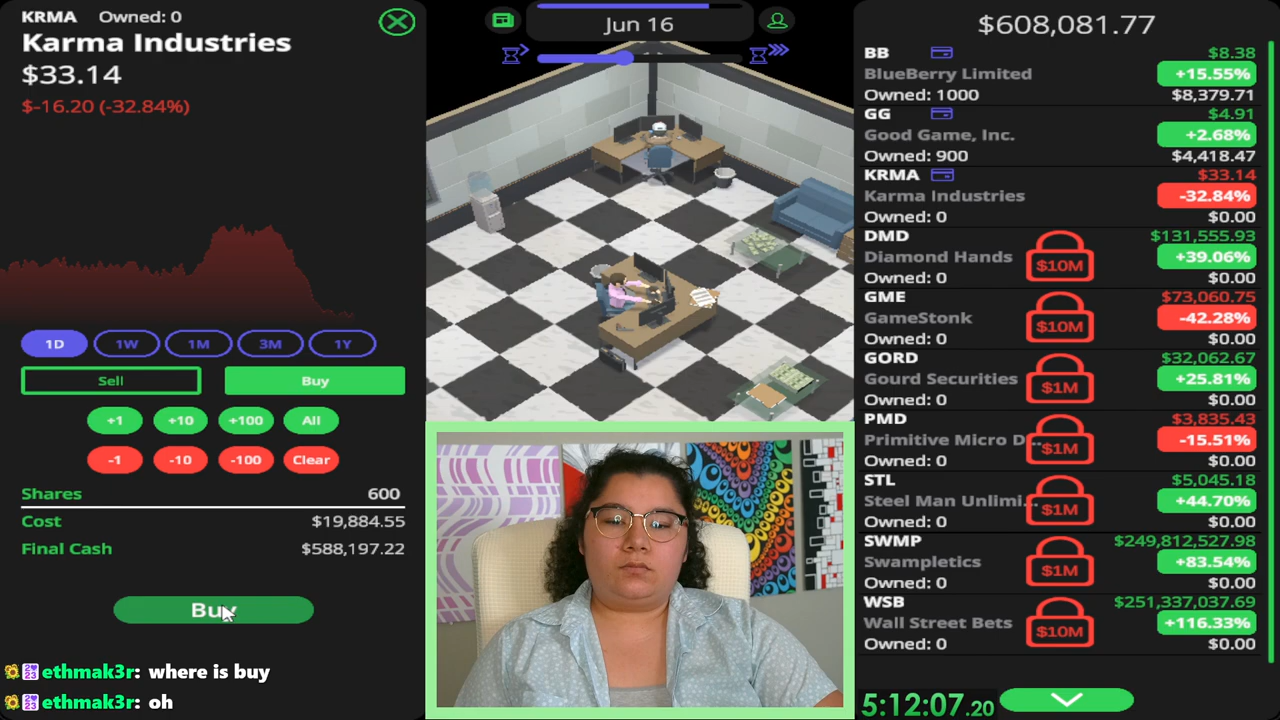 KRMA Owned: 0
Karma Industries
$33.14
$-16.20 (-32.84%)
1D 1W 1M 3M 1Y
Sell Buy
+1 +10 +100 All
-1 -10 -100 Clear
Shares 600
Cost $19,884.55
Final Cash $588,197.22
Buy
ethmak3r: where is buy
ethmak3r: oh
Jun 16
$608,081.77
BB $8.38
BlueBerry Limited +15.55%
Owned: 1000 $8,379.71
GG $4.91
Good Game, Inc. +2.68%
Owned: 900 $4,418.47
KRMA $33.14
Karma Industries -32.84%
Owned: 0 $0.00
DMD $131,555.93
Diamond Hands $10M +39.06%
Owned: 0 $0.00
GME $73,060.75
GameStonk $10M -42.28%
Owned: 0 $0.00
GORD $32,062.67
Gourd Securities $1M +25.81%
Owned: 0 $0.00
PMD $3,835.43
Primitive Micro D... $1M -15.51%
Owned: 0 $0.00
STL $5,045.18
Steel Man Unlimi... $1M +44.70%
Owned: 0 $0.00
SWMP $249,812,527.98
Swampletics $1M +83.54%
Owned: 0 $0.00
WSB $251,337,037.69
Wall Street Bets $10M +116.33%
Owned: 0 $0.00
5:12:07.20